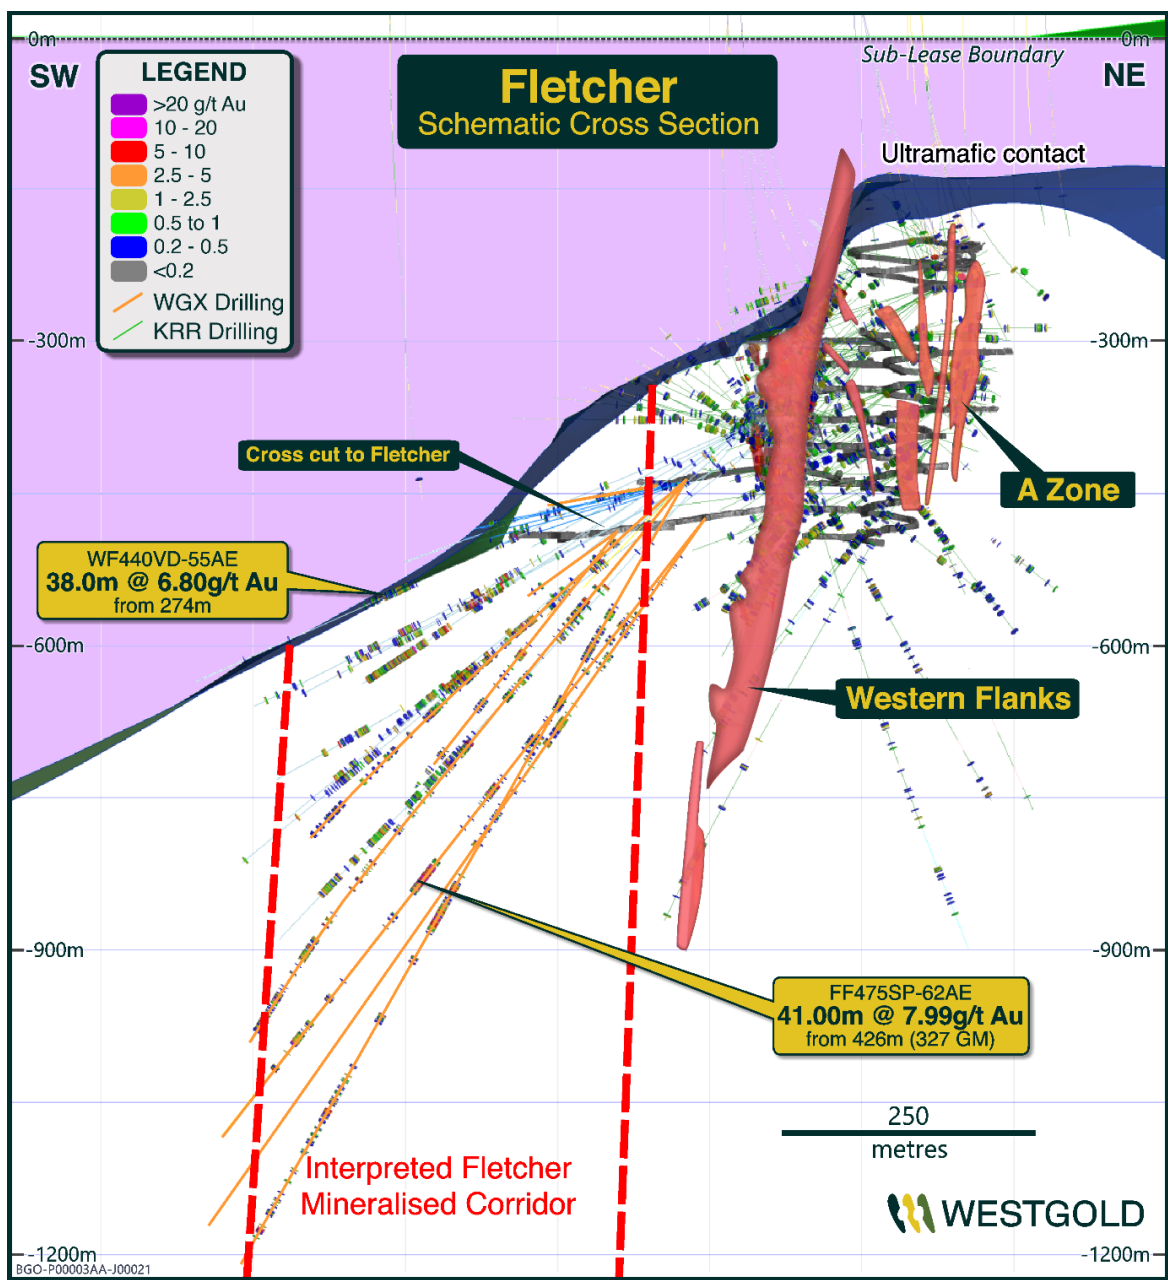 0m
0m
Sub-Lease Boundary
SW
NE
LEGEND
>20 g/t Au
10 - 20
5 - 10
2.5 - 5
1 - 2.5
0.5 to 1
0.2 - 0.5
<0.2
WGX Drilling
KRR Drilling
Fletcher
Schematic Cross Section
Ultramafic contact
-300m
-300m
Cross cut to Fletcher
A Zone
WF440VD-55AE
38.0m @ 6.80g/t Au
from 274m
-600m
-600m
Western Flanks
-900m
-900m
FF475SP-62AE
41.00m @ 7.99g/t Au
from 426m (327 GM)
250
metres
Interpreted Fletcher
Mineralised Corridor
WESTGOLD
-1200m
-1200m
BGO-P00003AA-J00021